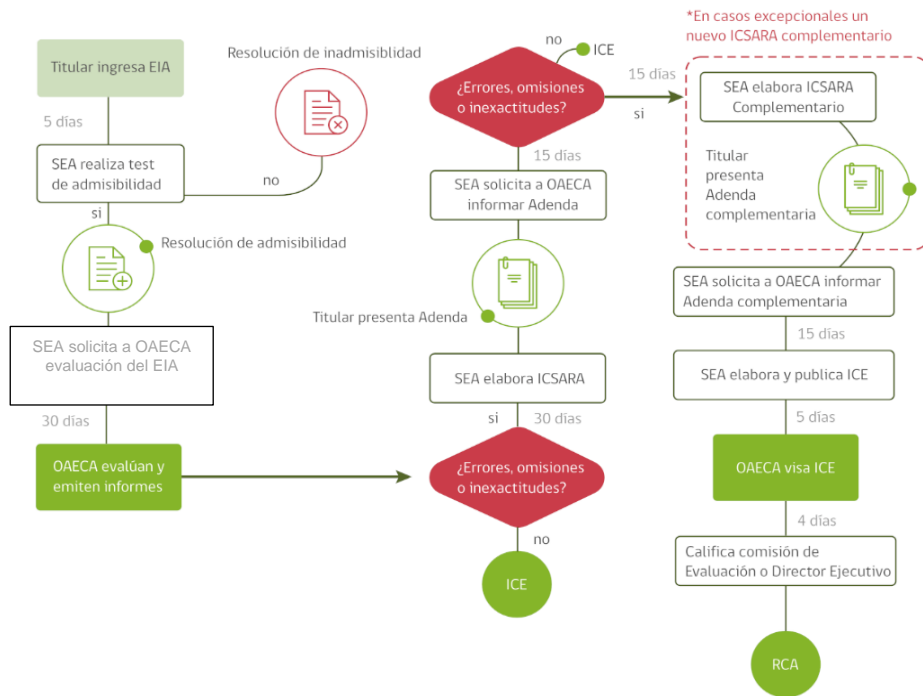 Titular ingresa EIA
5 días
SEA realiza test
de admisibilidad
no
Resolución de inadmisiblidad
si
Resolución de admisibilidad
SEA solicita a OAECA
evaluación del EIA
30 días
OAECA evalúan y
emiten informes
¿Errores, omisiones
o inexactitudes?
no
ICE
si
30 días
SEA elabora ICSARA
Titular presenta Adenda
SEA solicita a OAECA
informar Adenda
15 días
¿Errores, omisiones
o inexactitudes?
no
ICE
15 días
si
*En casos excepcionales un
nuevo ICSARA complementario
SEA elabora ICSARA
Complementario
Titular
presenta
Adenda
complementaria
SEA solicita a OAECA informar
Adenda complementaria
15 días
SEA elabora y publica ICE
5 días
OAECA visa ICE
4 días
Califica comisión de
Evaluación o Director Ejecutivo
RCA